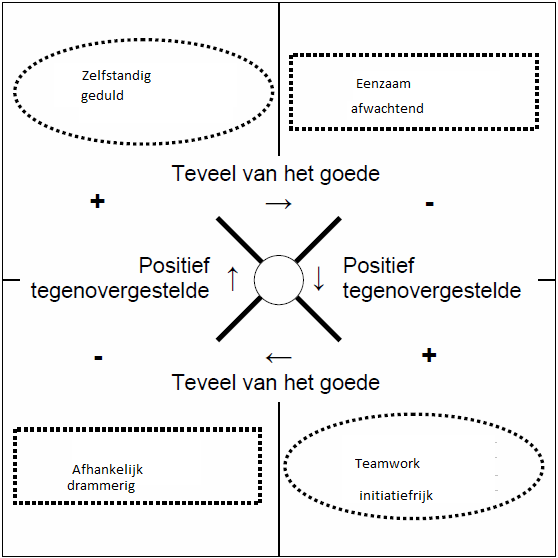 Zelfstandig
geduld
Eenzaam
afwachtend
Teveel van het goede
+ → -
Positief
tegenovergestelde ↑
↓ Positief
tegenovergestelde
- ← +
Teveel van het goede
Afhankelijk
drammerig
Teamwork
initiatiefrijk